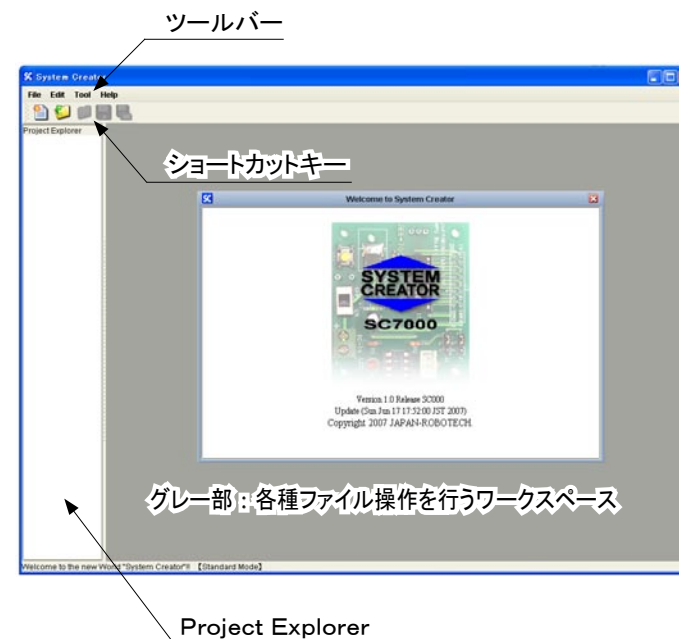 ツールバー
System Creator
File Edit Tool Help
Project Explorer
ショートカットキー
Welcome to System Creator
SYSTEM
CREATOR
SC7000
Version 1.0 Release SC000
Update (Sun Jun 17 17:52:00 JST 2007)
Copyright 2007 JAPAN-ROBOTECH.
グレー部：各種ファイル操作を行うワークスペース
Welcome to the new World "System Creator"!! 【Standard Mode】
Project Explorer